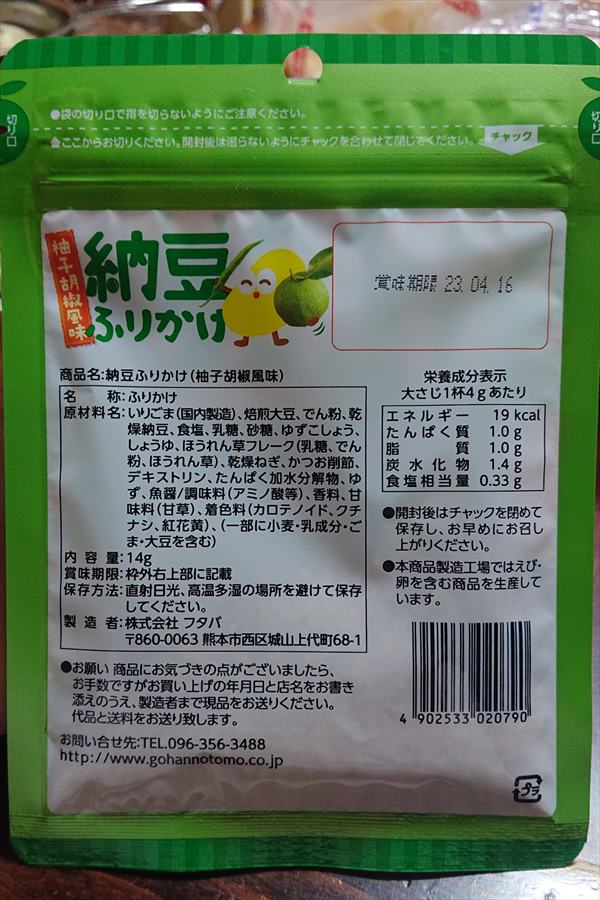 ●袋の切り口で指を切らないようにご注意ください。
切り口
切り口
▲ここからお切りください。開封後は湿らないようにチャックを合わせて閉じてください。
チャック
柚子胡椒風味
納豆
ふりかけ
賞味期限 23.04.16
商品名:納豆ふりかけ(柚子胡椒風味)
名 称:ふりかけ
原材料名:いりごま(国内製造)、焙煎大豆、でん粉、乾
燥納豆、食塩、乳糖、砂糖、ゆずこしょう、
しょうゆ、ほうれん草フレーク(乳糖、でん
粉、ほうれん草)、乾燥ねぎ、かつお削節、
デキストリン、たんぱく加水分解物、ゆ
ず、魚醤/調味料(アミノ酸等)、香料、甘
味料(甘草)、着色料(カロテノイド、クチ
ナシ、紅花黄)、(一部に小麦・乳成分・ご
ま・大豆を含む)
内 容 量:14g
賞味期限:枠外右上部に記載
保存方法:直射日光、高温多湿の場所を避けて保存
してください。
製 造 者:株式会社 フタバ
〒860-0063 熊本市西区城山上代町68-1
栄養成分表示
大さじ1杯4gあたり
エネルギー 19 kcal
たんぱく質 1.0 g
脂 質 1.0 g
炭水化物 1.4 g
食塩相当量 0.33 g
●開封後はチャックを閉めて
保存し、お早めにお召し
上がりください。
●本商品製造工場ではえび・
卵を含む商品を生産して
います。
●お願い 商品にお気づきの点がございましたら、
お手数ですがお買い上げの年月日と店名をお書き
添えのうえ、製造者まで現品をお送りください。
代品と送料をお送り致します。
お問い合せ先:TEL.096-356-3488
http://www.gohannotomo.co.jp
4 902533 020790
プラ